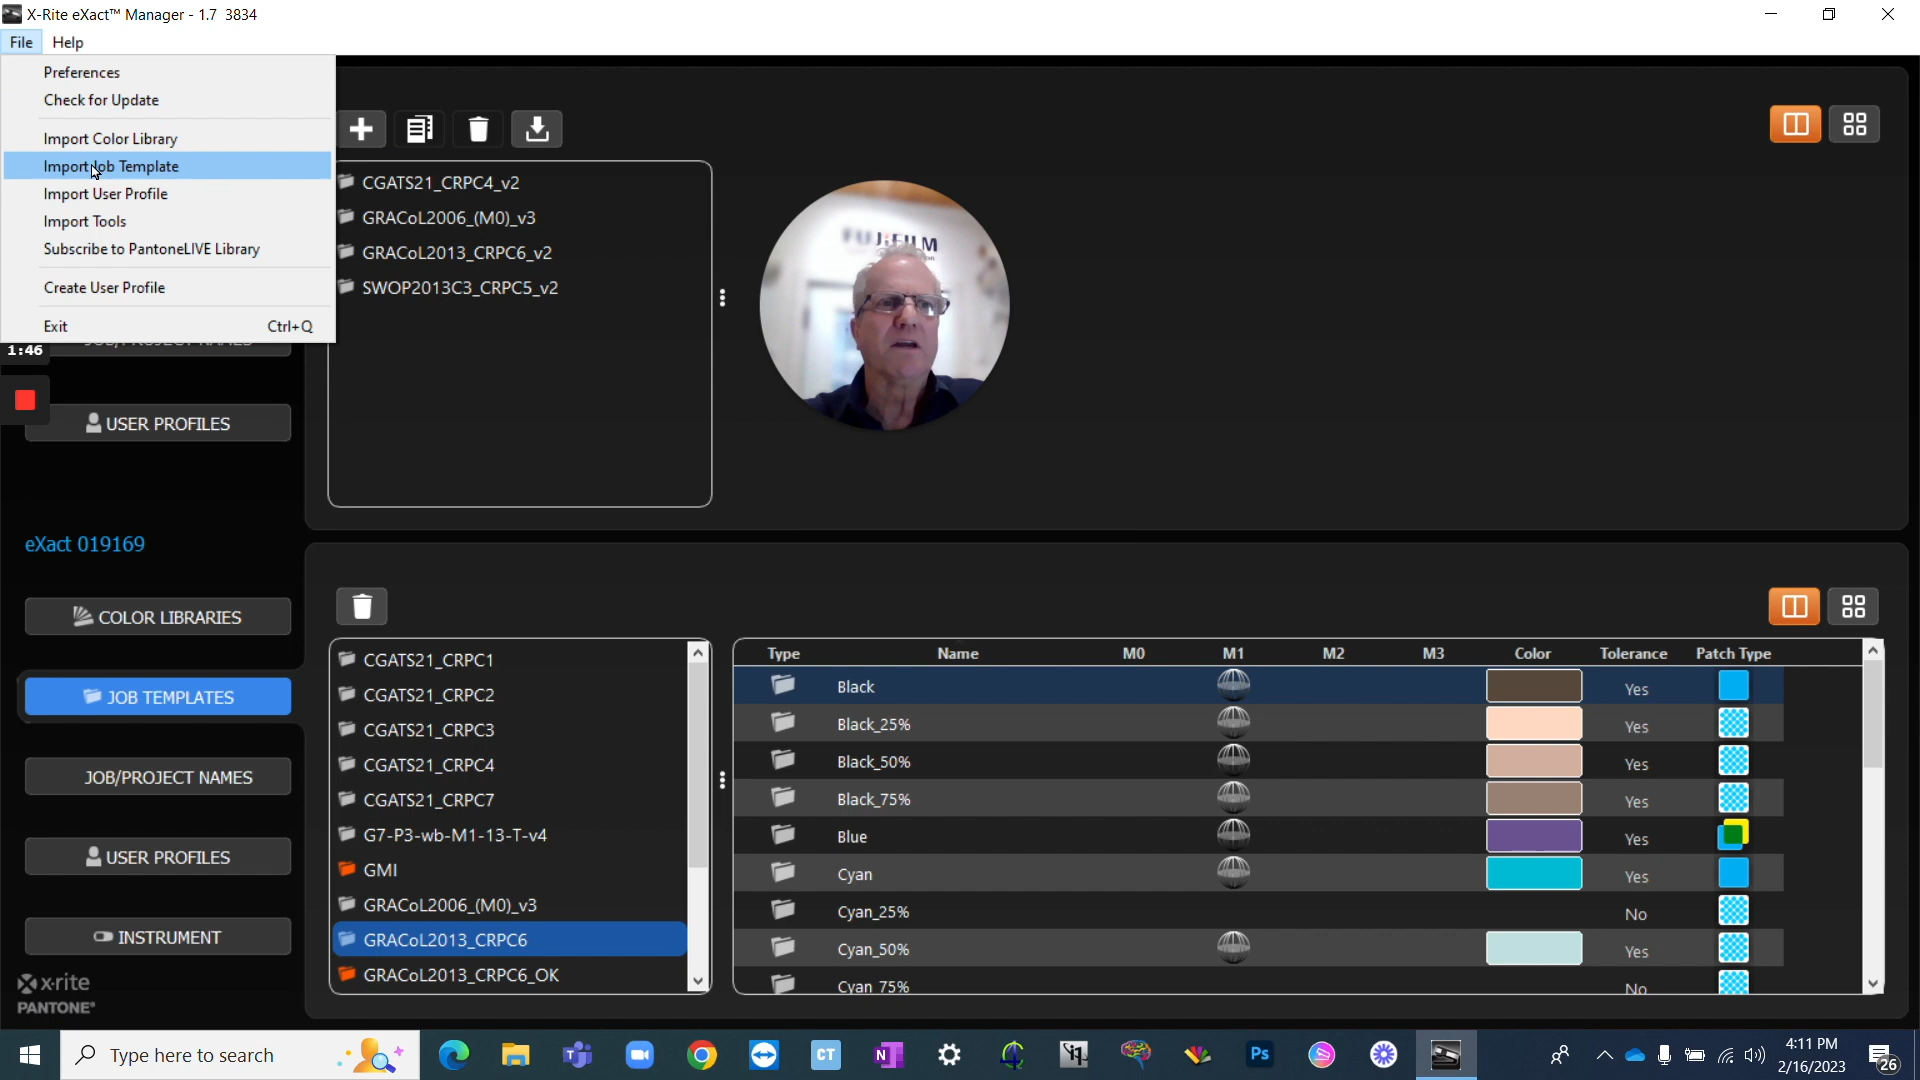 X-Rite eXact™ Manager - 1.7 3834
File Help
Preferences
Check for Update
Import Color Library
Import Job Template
Import User Profile
Import Tools
Subscribe to PantoneLIVE Library
Create User Profile
Exit Ctrl+Q
CGATS21_CRPC4_v2
GRACoL2006_(M0)_v3
GRACoL2013_CRPC6_v2
SWOP2013C3_CRPC5_v2
FUJIFILM
1:46
USER PROFILES
eXact 019169
COLOR LIBRARIES
JOB TEMPLATES
JOB/PROJECT NAMES
USER PROFILES
INSTRUMENT
x-rite
PANTONE®
CGATS21_CRPC1
CGATS21_CRPC2
CGATS21_CRPC3
CGATS21_CRPC4
CGATS21_CRPC7
G7-P3-wb-M1-13-T-v4
GMI
GRACoL2006_(M0)_v3
GRACoL2013_CRPC6
GRACoL2013_CRPC6_OK
Type Name M0 M1 M2 M3 Color Tolerance Patch Type
Black Yes
Black_25% Yes
Black_50% Yes
Black_75% Yes
Blue Yes
Cyan Yes
Cyan_25% No
Cyan_50% Yes
Cyan_75% No
Type here to search
CT
N
Ps
4:11 PM
2/16/2023
26